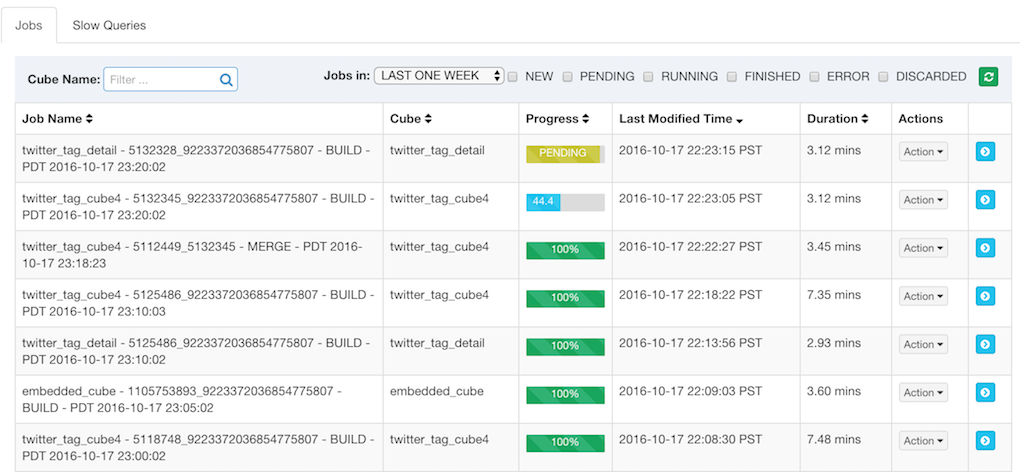 Jobs Slow Queries
Cube Name: Filter ... Jobs in: LAST ONE WEEK NEW PENDING RUNNING FINISHED ERROR DISCARDED
Job Name Cube Progress Last Modified Time Duration Actions
twitter_tag_detail - 5132328_9223372036854775807 - BUILD - twitter_tag_detail PENDING 2016-10-17 22:23:15 PST 3.12 mins Action
PDT 2016-10-17 23:20:02
twitter_tag_cube4 - 5132345_9223372036854775807 - BUILD - twitter_tag_cube4 44.4 2016-10-17 22:23:05 PST 3.12 mins Action
PDT 2016-10-17 23:20:02
twitter_tag_cube4 - 5112449_5132345 - MERGE - PDT 2016- twitter_tag_cube4 100% 2016-10-17 22:22:27 PST 3.45 mins Action
10-17 23:18:23
twitter_tag_cube4 - 5125486_9223372036854775807 - BUILD - twitter_tag_cube4 100% 2016-10-17 22:18:22 PST 7.35 mins Action
PDT 2016-10-17 23:10:03
twitter_tag_detail - 5125486_9223372036854775807 - BUILD - twitter_tag_detail 100% 2016-10-17 22:13:56 PST 2.93 mins Action
PDT 2016-10-17 23:10:02
embedded_cube - 1105753893_9223372036854775807 - embedded_cube 100% 2016-10-17 22:09:03 PST 3.60 mins Action
BUILD - PDT 2016-10-17 23:05:02
twitter_tag_cube4 - 5118748_9223372036854775807 - BUILD - twitter_tag_cube4 100% 2016-10-17 22:08:30 PST 7.48 mins Action
PDT 2016-10-17 23:00:02